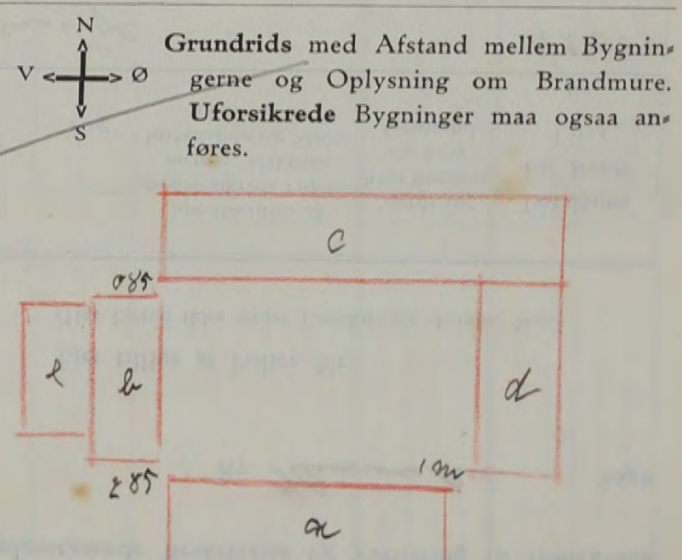 N
V Ø
S
Grundrids med Afstand mellem Bygnin-
gerne og Oplysning om Brandmure.
Uforsikrede Bygninger maa ogsaa an-
føres.
c
085
e b d
285 1 m
a